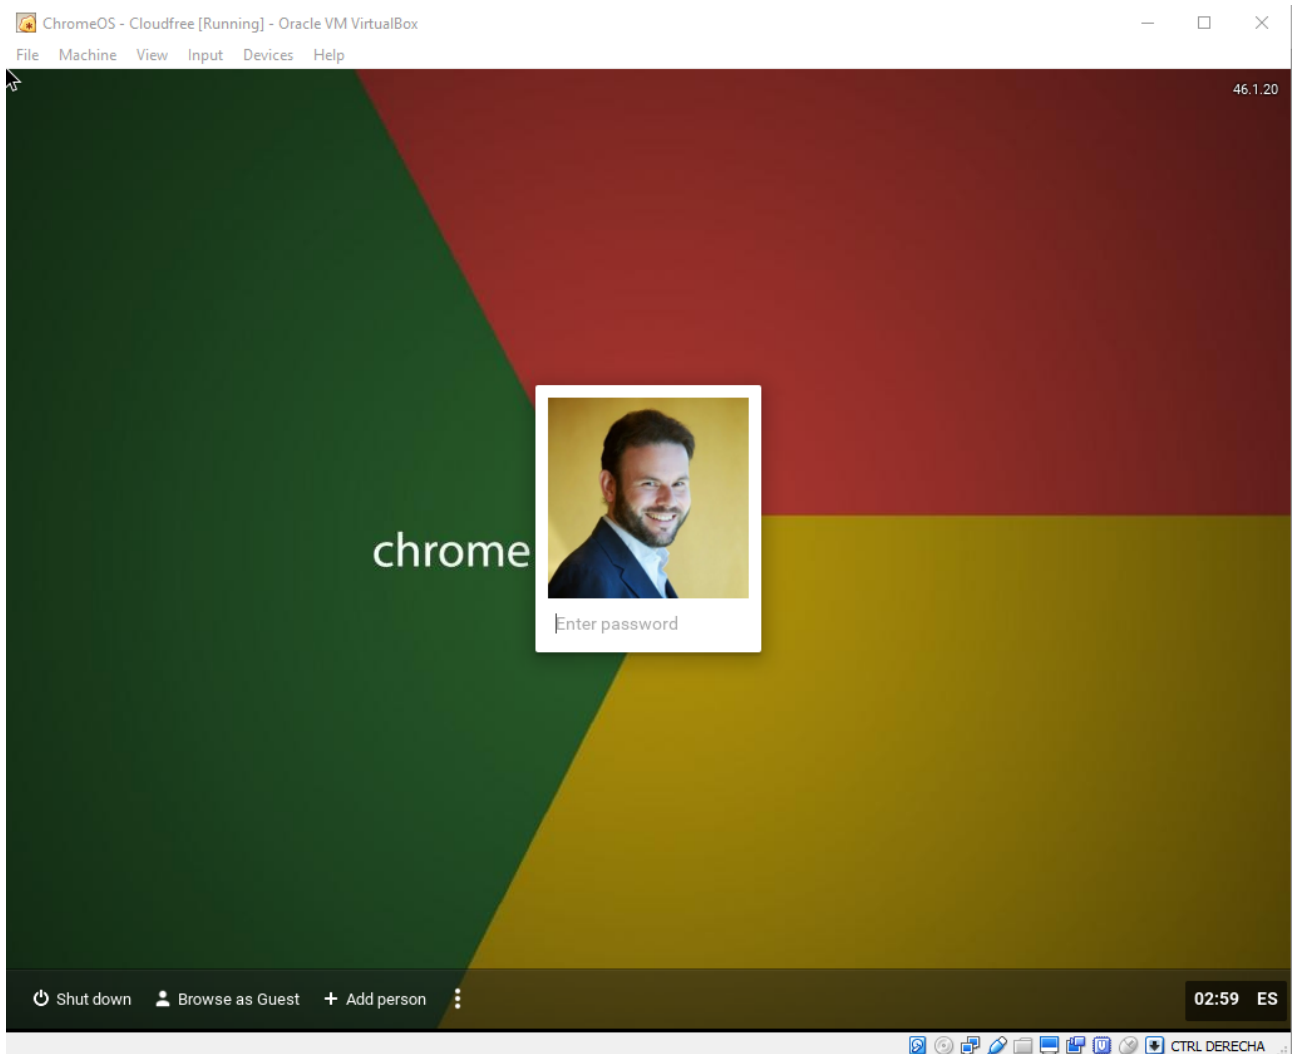 ChromeOS - Cloudfree [Running] - Oracle VM VirtualBox
File Machine View Input Devices Help
46.1.20
chrome
Enter password
Shut down Browse as Guest + Add person 02:59 ES
CTRL DERECHA